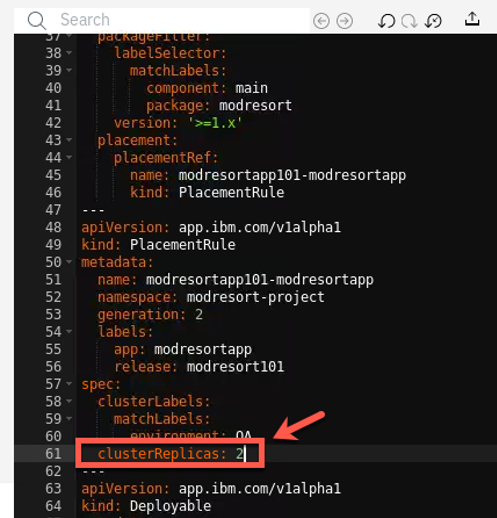 Search
37 packageFilter:
38 labelSelector:
39 matchLabels:
40 component: main
41 package: modresort
42 version: '>=1.x'
43 placement:
44 placementRef:
45 name: modresortapp101-modresortapp
46 kind: PlacementRule
47 ---
48 apiVersion: app.ibm.com/v1alpha1
49 kind: PlacementRule
50 metadata:
51 name: modresortapp101-modresortapp
52 namespace: modresort-project
53 generation: 2
54 labels:
55 app: modresortapp
56 release: modresort101
57 spec:
58 clusterLabels:
59 matchLabels:
60 environment: QA
61 clusterReplicas: 2
62 ---
63 apiVersion: app.ibm.com/v1alpha1
64 kind: Deployable